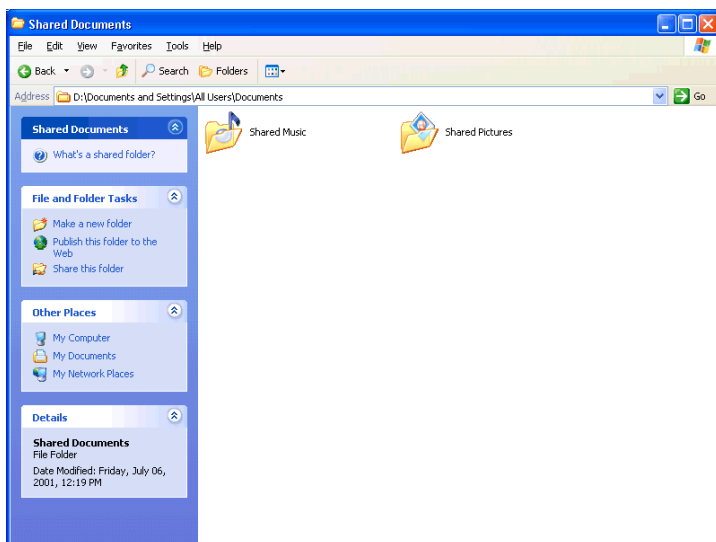 Shared Documents
File Edit View Favorites Tools Help
Back Search Folders
Address D:\Documents and Settings\All Users\Documents Go
Shared Documents
What's a shared folder?
File and Folder Tasks
Make a new folder
Publish this folder to the
Web
Share this folder
Other Places
My Computer
My Documents
My Network Places
Details
Shared Documents
File Folder
Date Modified: Friday, July 06,
2001, 12:19 PM
Shared Music
Shared Pictures